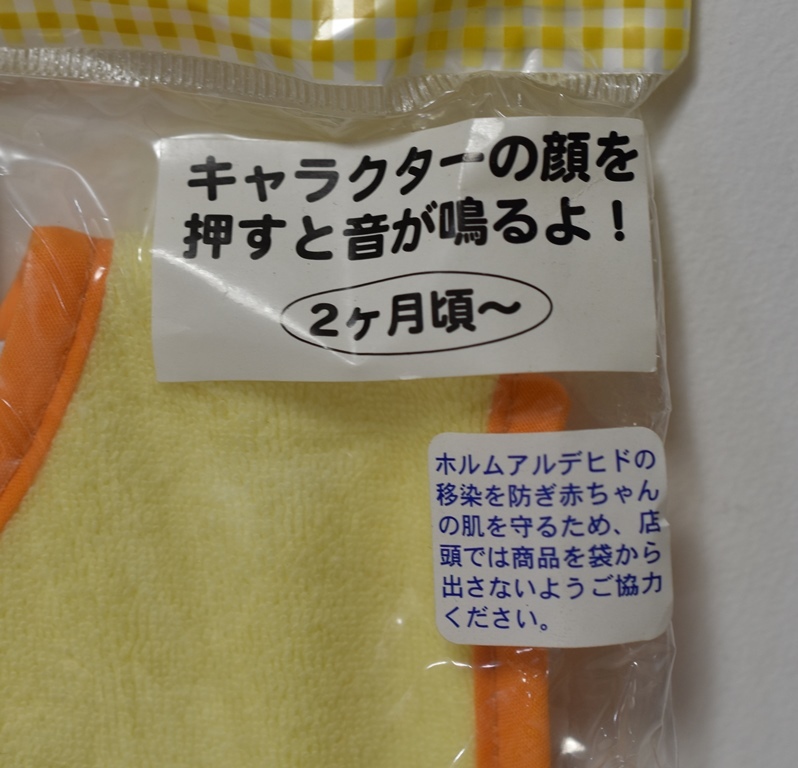 キャラクターの顔を
押すと音が鳴るよ！
2ヶ月頃〜
ホルムアルデヒドの
移染を防ぎ赤ちゃん
の肌を守るため、店
頭では商品を袋から
出さないようご協力
ください。